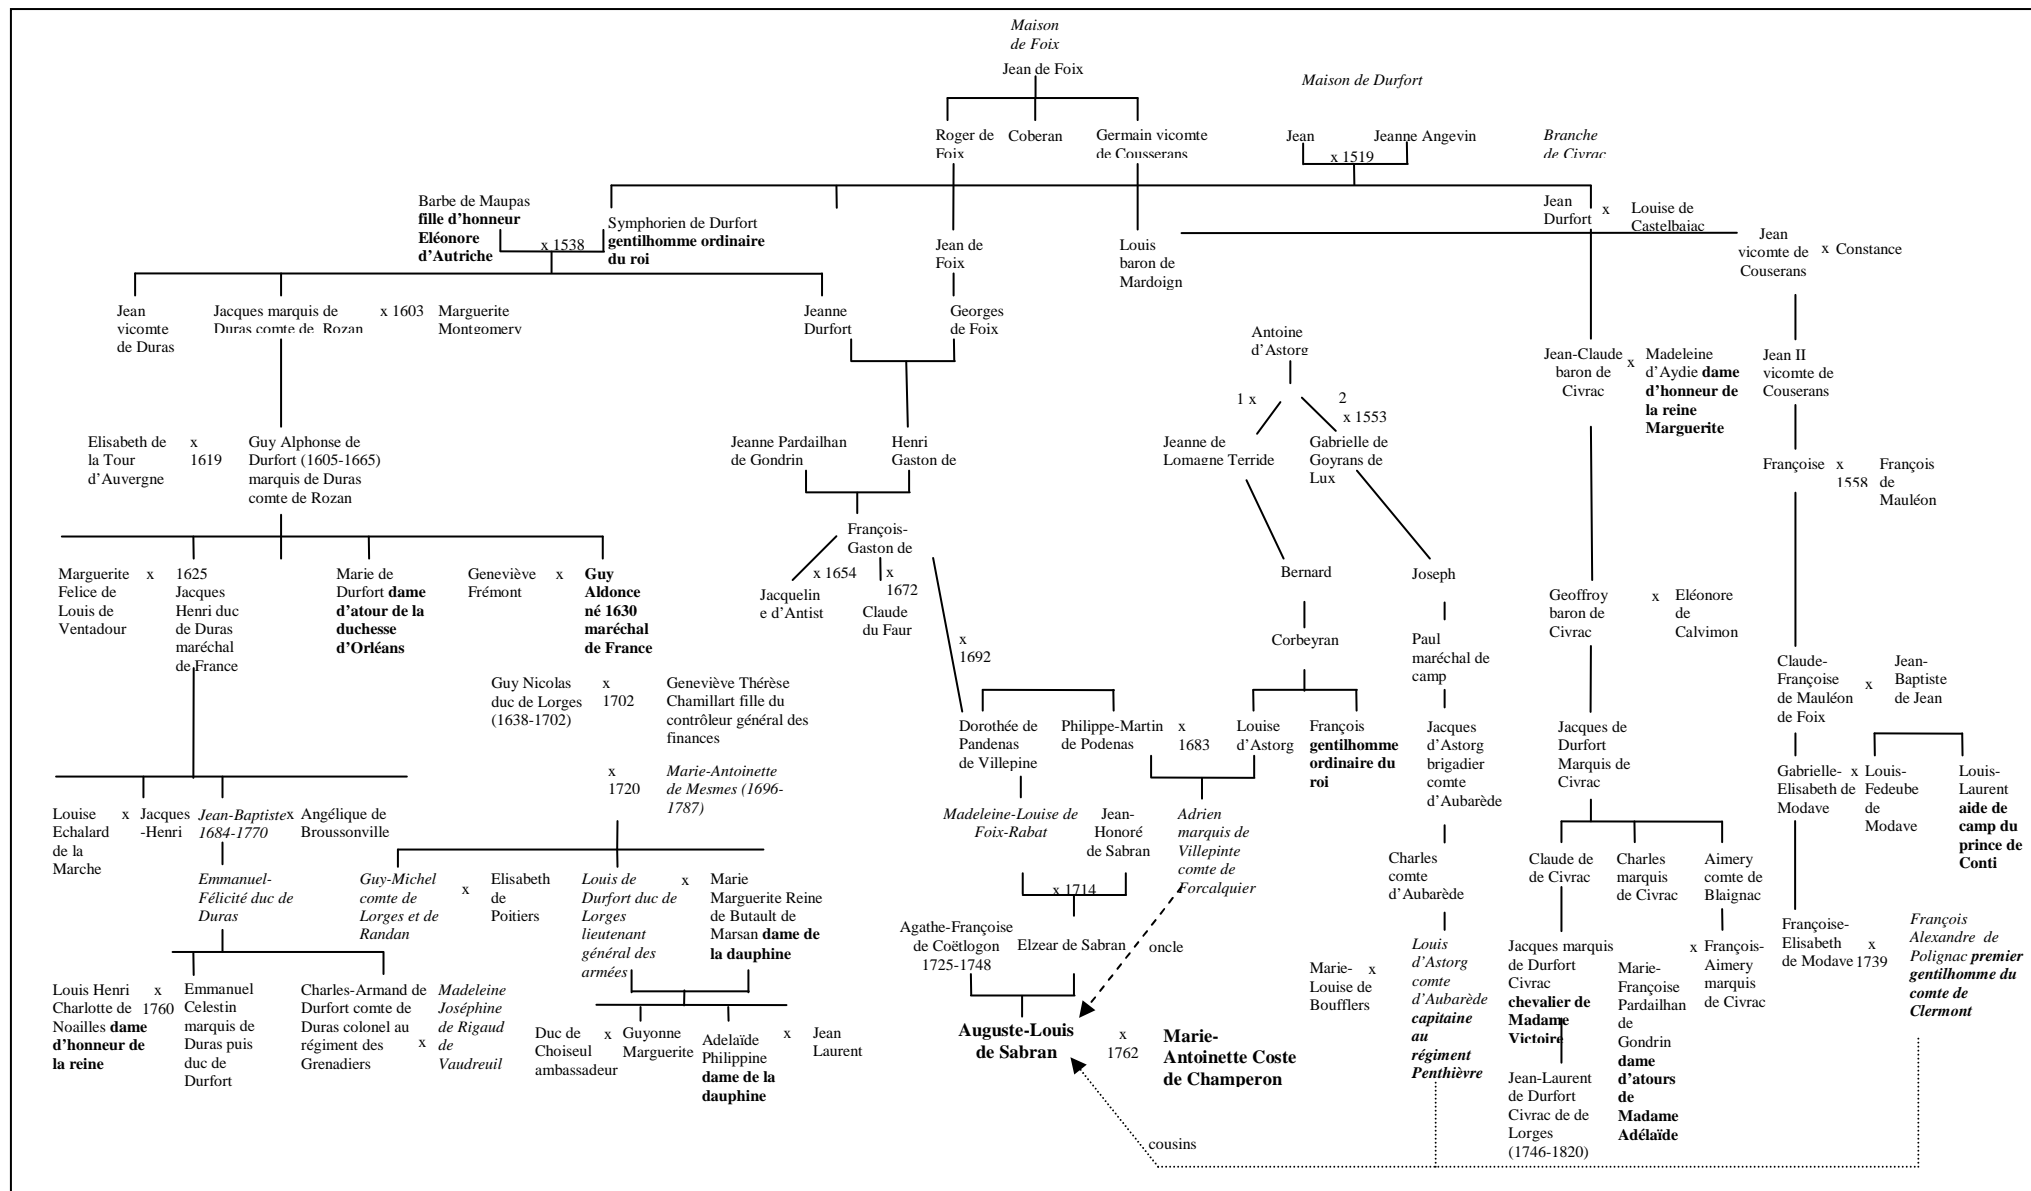 Maison
de Foix
Jean de Foix
Maison de Durfort
Roger de
Foix
Coberan
Germain vicomte
de Cousserans
Jean
Jeanne Angevin
x 1519
Branche
de Civrac
Barbe de Maupas
fille d’honneur
Eléonore
d’Autriche
x 1538
Symphorien de Durfort
gentilhomme ordinaire
du roi
Jean de
Foix
Louis
baron de
Mardoign
Jean
Durfort
x
Louise de
Castelbajac
Jean
vicomte de
Couserans
x Constance
Jean
vicomte
de Duras
Jacques marquis de
Duras comte de Rozan
x 1603
Marguerite
Montgomery
Jeanne
Durfort
Georges
de Foix
Antoine
d’Astorg
Jean-Claude
baron de
Civrac
x
Madeleine
d’Aydie dame
d’honneur de
la reine
Marguerite
Jean II
vicomte de
Couserans
1 x
2
x 1553
Elisabeth de
la Tour
d’Auvergne
x
1619
Guy Alphonse de
Durfort (1605-1665)
marquis de Duras
comte de Rozan
Jeanne Pardailhan
de Gondrin
Henri
Gaston de
Jeanne de
Lomagne Terride
Gabrielle de
Goyrans de
Lux
Françoise
x
1558
François
de
Mauléon
François-
Gaston de
Marguerite
Felice de
Louis de
Ventadour
x
1625
Jacques
Henri duc
de Duras
maréchal
de France
Marie de
Durfort dame
d’atour de la
duchesse
d’Orléans
Geneviève
Frémont
x
Guy
Aldonce
né 1630
maréchal
de France
x 1654
Jacquelin
e d’Antist
x
1672
Claude
du Faur
Bernard
Joseph
Geoffroy
baron de
Civrac
x
Eléonore
de
Calvimon
x
1692
Corbeyran
Paul
maréchal de
camp
Claude-
Françoise
de Mauléon
de Foix
x
Jean-
Baptiste
de Jean
Guy Nicolas
duc de Lorges
(1638-1702)
x
1702
Geneviève Thérèse
Chamillart fille du
contrôleur général des
finances
Dorothée de
Pandenas
de Villepine
Philippe-Martin
de Podenas
x
1683
Louise
d’Astorg
François
gentilhomme
ordinaire du
roi
Jacques
d’Astorg
brigadier
comte
d’Aubarède
Jacques de
Durfort
Marquis de
Civrac
x
1720
Marie-Antoinette
de Mesmes (1696-
1787)
Gabrielle-
Elisabeth de
Modave
x
Louis-
Fedeube
de
Modave
Louis-
Laurent
aide de
camp du
prince de
Conti
Louise
Echalard
de la
Marche
x
Jacques
-Henri
Jean-Baptiste
1684-1770
x
Angélique de
Broussonville
Madeleine-Louise de
Foix-Rabat
Jean-
Honoré
de Sabran
Adrien
marquis de
Villepinte
comte de
Forcalquier
x 1714
Charles
comte
d’Aubarède
Claude de
de Civrac
Charles
marquis
de Civrac
Aimery
comte de
Blaignac
Emmanuel-
Félicité duc de
Duras
Guy-Michel
comte de
Lorges et de
Randan
x
Elisabeth
de
Poitiers
Louis de
Durfort duc de
Lorges
lieutenant
général des
armées
x
Marie
Marguerite Reine
de Butault de
Marsan dame de
la dauphine
Agathe-Françoise
de Coëtlogon
1725-1748
Elzear de Sabran
oncle
Françoise-
Elisabeth
de Modave
x
1739
François
Alexandre de
Polignac premier
gentilhomme du
comte de
Clermont
Marie-
Louise de
Boufflers
x
Louis
d’Astorg
comte
d’Aubarède
capitaine
au
régiment
Penthièvre
Jacques marquis
de Durfort
Civrac
chevalier de
Madame
Victoire
Marie-
Françoise
Pardailhan
de
Gondrin
dame
d’atours
de
Madame
Adélaïde
x
François-
Aimery
marquis
de Civrac
Louis Henri
Charlotte de
Noailles dame
d’honneur de
la reine
x
1760
Emmanuel
Celestin
marquis de
Duras puis
duc de
Durfort
Charles-Armand de
Durfort comte de
Duras colonel au
régiment des
Grenadiers
x
Madeleine
Joséphine
de Rigaud
de
Vaudreuil
Duc de
Choiseul
ambassadeur
x
Guyonne
Marguerite
Adelaïde
Philippine
dame de la
dauphine
x
Jean
Laurent
Auguste-Louis
de Sabran
x
1762
Marie-
Antoinette Coste
de Champeron
Jean-Laurent
de Durfort
Civrac de de
Lorges
(1746-1820)
cousins